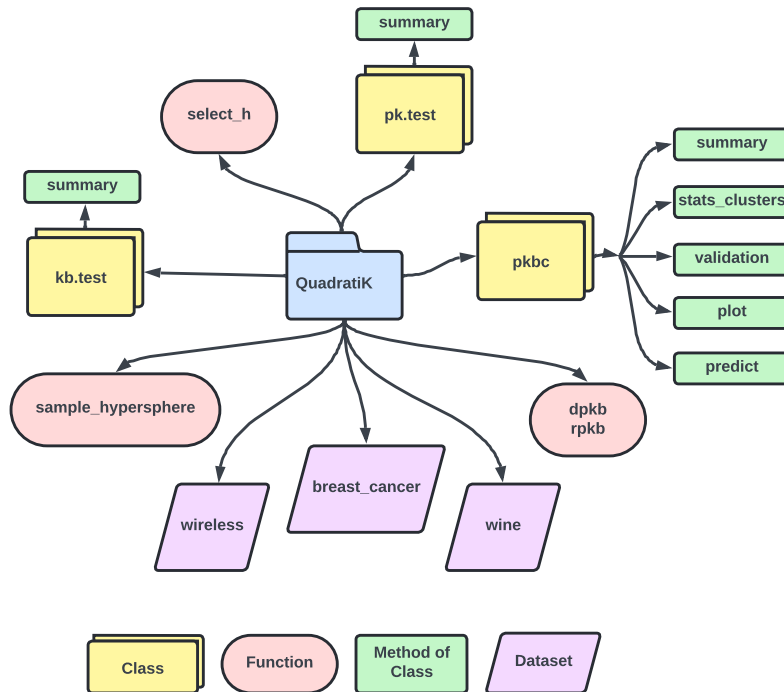 summary
select_h
pk.test
summary
summary
stats_clusters
kb.test
QuadratiK
pkbc
validation
plot
predict
sample_hypersphere
dpkb
rpkb
breast_cancer
wireless
wine
Class
Function
Method of
Class
Dataset